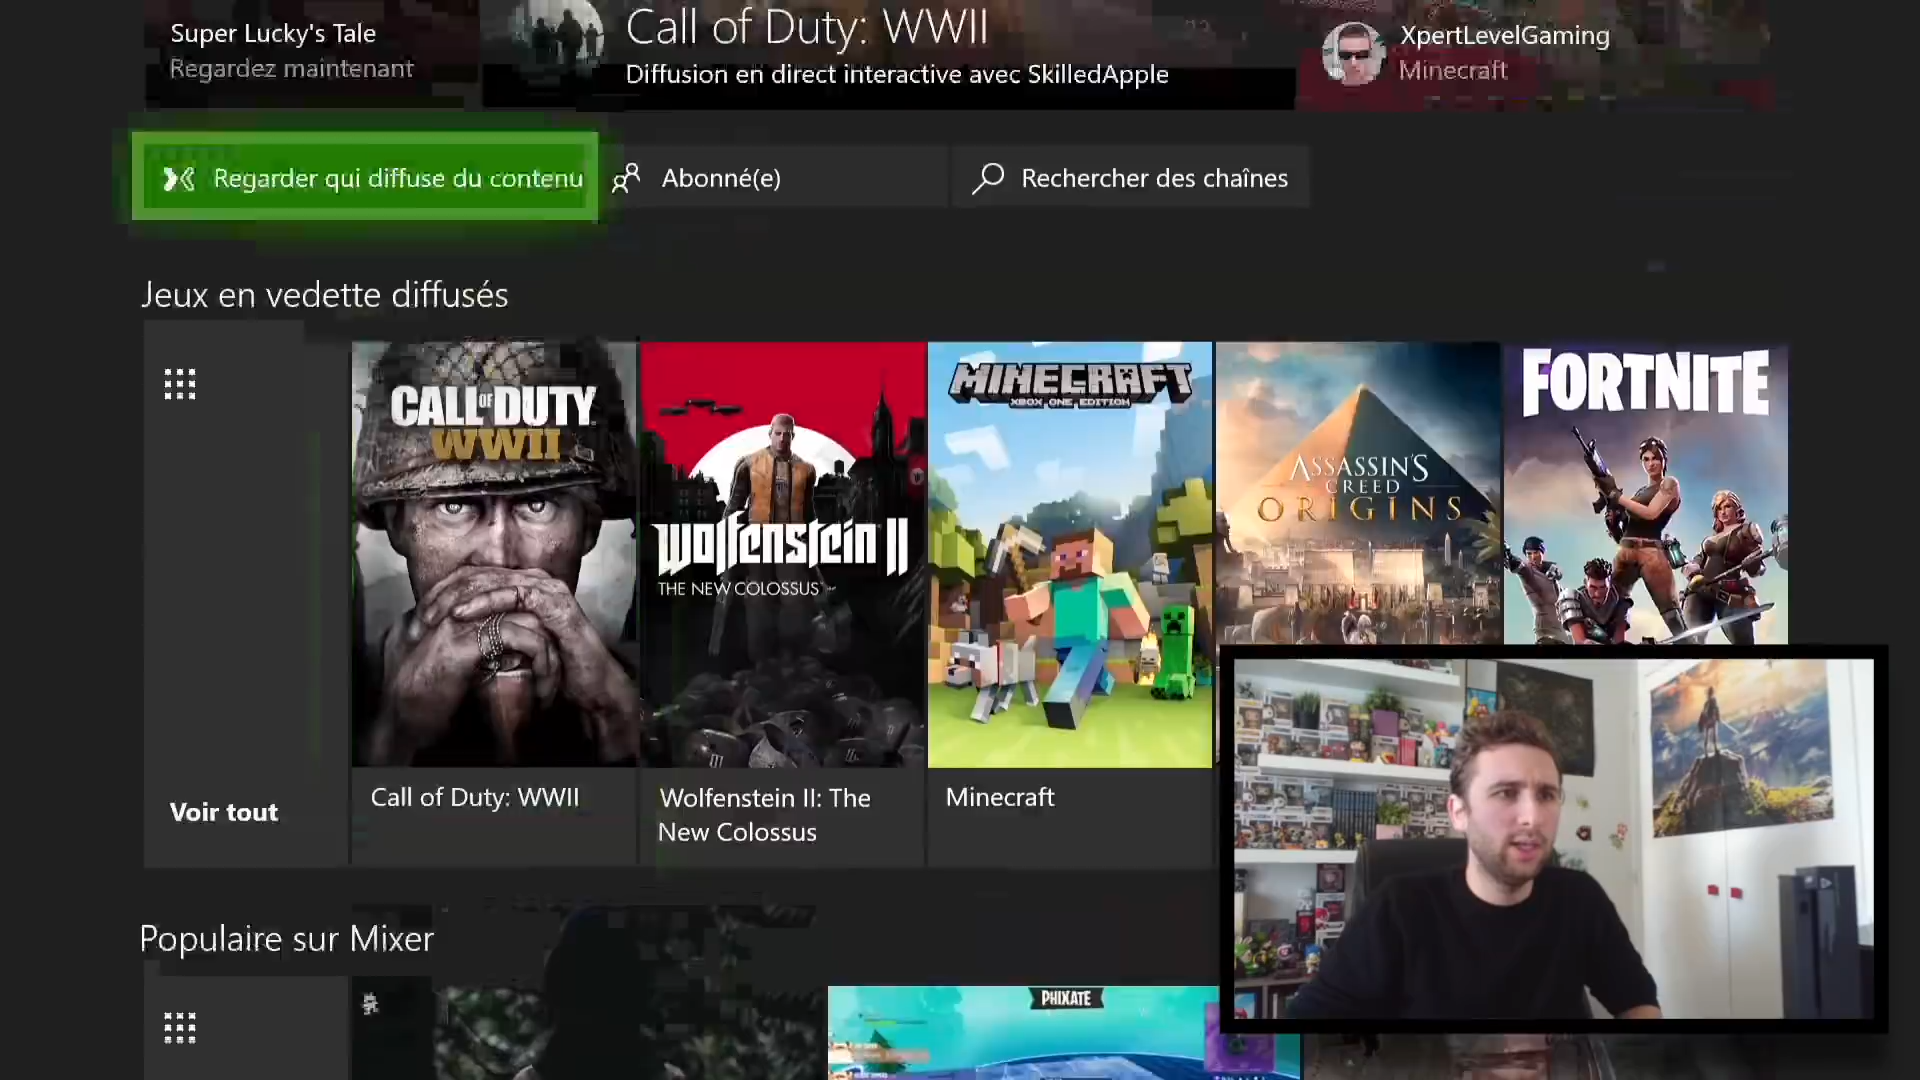 Super Lucky's Tale
Regardez maintenant
Call of Duty: WWII
Diffusion en direct interactive avec SkilledApple
XpertLevelGaming
Minecraft
Regarder qui diffuse du contenu
Abonné(e)
Rechercher des chaînes
Jeux en vedette diffusés
Voir tout
CALL OF DUTY
WWII
Call of Duty: WWII
Wolfenstein II
THE NEW COLOSSUS
Wolfenstein II: The
New Colossus
MINECRAFT
XBOX ONE EDITION
Minecraft
ASSASSIN'S
CREED
ORIGINS
FORTNITE
Populaire sur Mixer
PHIXATE